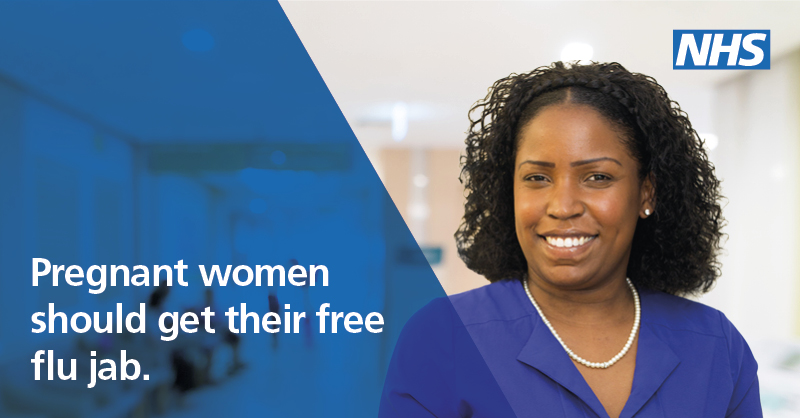 NHS
Pregnant women
should get their free
flu jab.